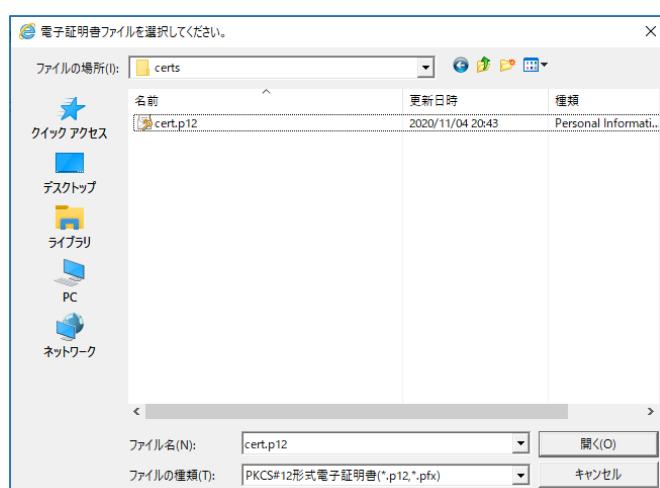 電子証明書ファイルを選択してください。
ファイルの場所(I):
certs
名前
更新日時
種類
cert.p12
2020/11/04 20:43
Personal Informati...
クイック アクセス
デスクトップ
ライブラリ
PC
ネットワーク
ファイル名(N):
cert.p12
開く(O)
ファイルの種類(T):
PKCS#12形式電子証明書(*.p12,*.pfx)
キャンセル